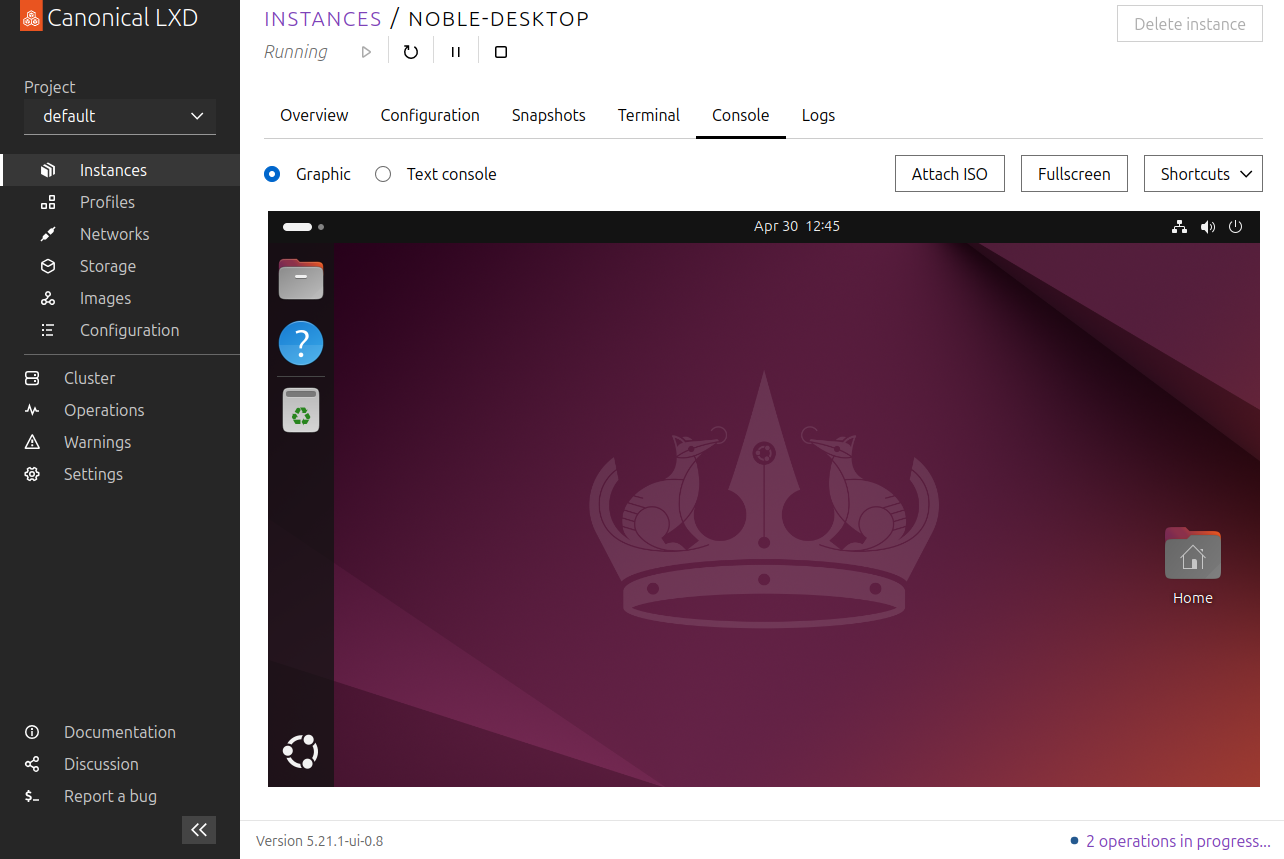 Canonical LXD
Project
default
Instances
Profiles
Networks
Storage
Images
Configuration
Cluster
Operations
Warnings
Settings
Documentation
Discussion
Report a bug
INSTANCES / NOBLE-DESKTOP
Delete instance
Running
Overview Configuration Snapshots Terminal Console Logs
Graphic Text console Attach ISO Fullscreen Shortcuts
Apr 30 12:45
?
Home
Version 5.21.1-ui-0.8
2 operations in progress...